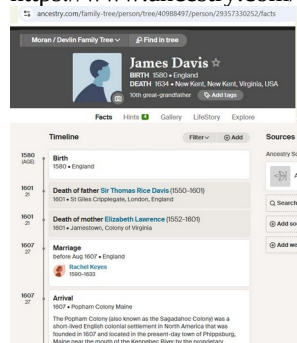 ancestry.com/family-tree/person/tree/40988497/person/29357330252/facts
Moran / Devlin Family Tree
Find in tree
James Davis
BIRTH 1580 • England
DEATH 1634 • New Kent, New Kent, Virginia, USA
10th great-grandfather
Add tags
Facts
Hints 4
Gallery
LifeStory
Explore
Timeline
Filter
Add
Sources
1580
(AGE)
Birth
1580 • England
Ancestry So
1601
21
Death of father Sir Thomas Rice Davis (1550-1601)
1601 • St Giles Cripplegate, London, England
Search
1601
21
Death of mother Elizabeth Lawrence (1552-1601)
1601 • Jamestown, Colony of Virginia
Add sou
Add we
1607
27
Marriage
before Aug 1607 • England
Rachel Keyes
1590-1633
1607
27
Arrival
1607 • Popham Colony Maine
The Popham Colony (also known as the Sagadahoc Colony) was a
short-lived English colonial settlement in North America that was
founded in 1607 and located in the present-day town of Phippsburg,
Maine near the mouth of the Kennebec River by the proprietary